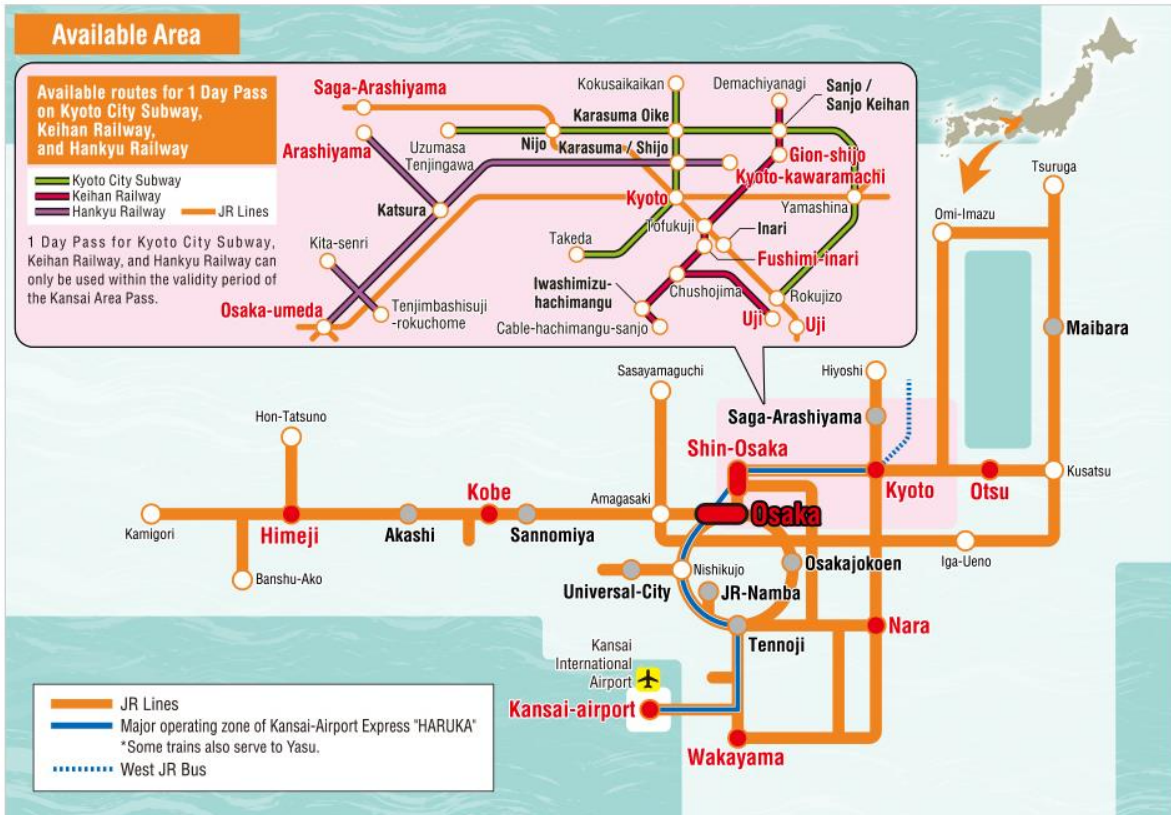 Available Area
Available routes for 1 Day Pass
on Kyoto City Subway,
Keihan Railway,
and Hankyu Railway
Kyoto City Subway
Keihan Railway
Hankyu Railway
JR Lines
1 Day Pass for Kyoto City Subway,
Keihan Railway, and Hankyu Railway can
only be used within the validity period of
the Kansai Area Pass.
Saga-Arashiyama
Arashiyama
Uzumasa
Tenjingawa
Nijo
Kokusaikaikan
Karasuma Oike
Karasuma / Shijo
Demachiyanagi
Sanjo /
Sanjo Keihan
Gion-shijo
Kyoto-kawaramachi
Katsura
Kyoto
Yamashina
Tofukuji
Inari
Takeda
Fushimi-inari
Kita-senri
Iwashimizu-
hachimangu
Chushojima
Rokujizo
Osaka-umeda
Tenjimbashisuji
-rokuchome
Cable-hachimangu-sanjo
Uji
Uji
Tsuruga
Omi-Imazu
Maibara
Sasayamaguchi
Hiyoshi
Saga-Arashiyama
Hon-Tatsuno
Shin-Osaka
Kyoto
Otsu
Kusatsu
Kamigori
Himeji
Akashi
Kobe
Sannomiya
Amagasaki
Osaka
Iga-Ueno
Banshu-Ako
Universal-City
Nishikujo
JR-Namba
Osakajokoen
Tennoji
Nara
Kansai
International
Airport
Kansai-airport
Wakayama
JR Lines
Major operating zone of Kansai-Airport Express "HARUKA"
*Some trains also serve to Yasu.
West JR Bus